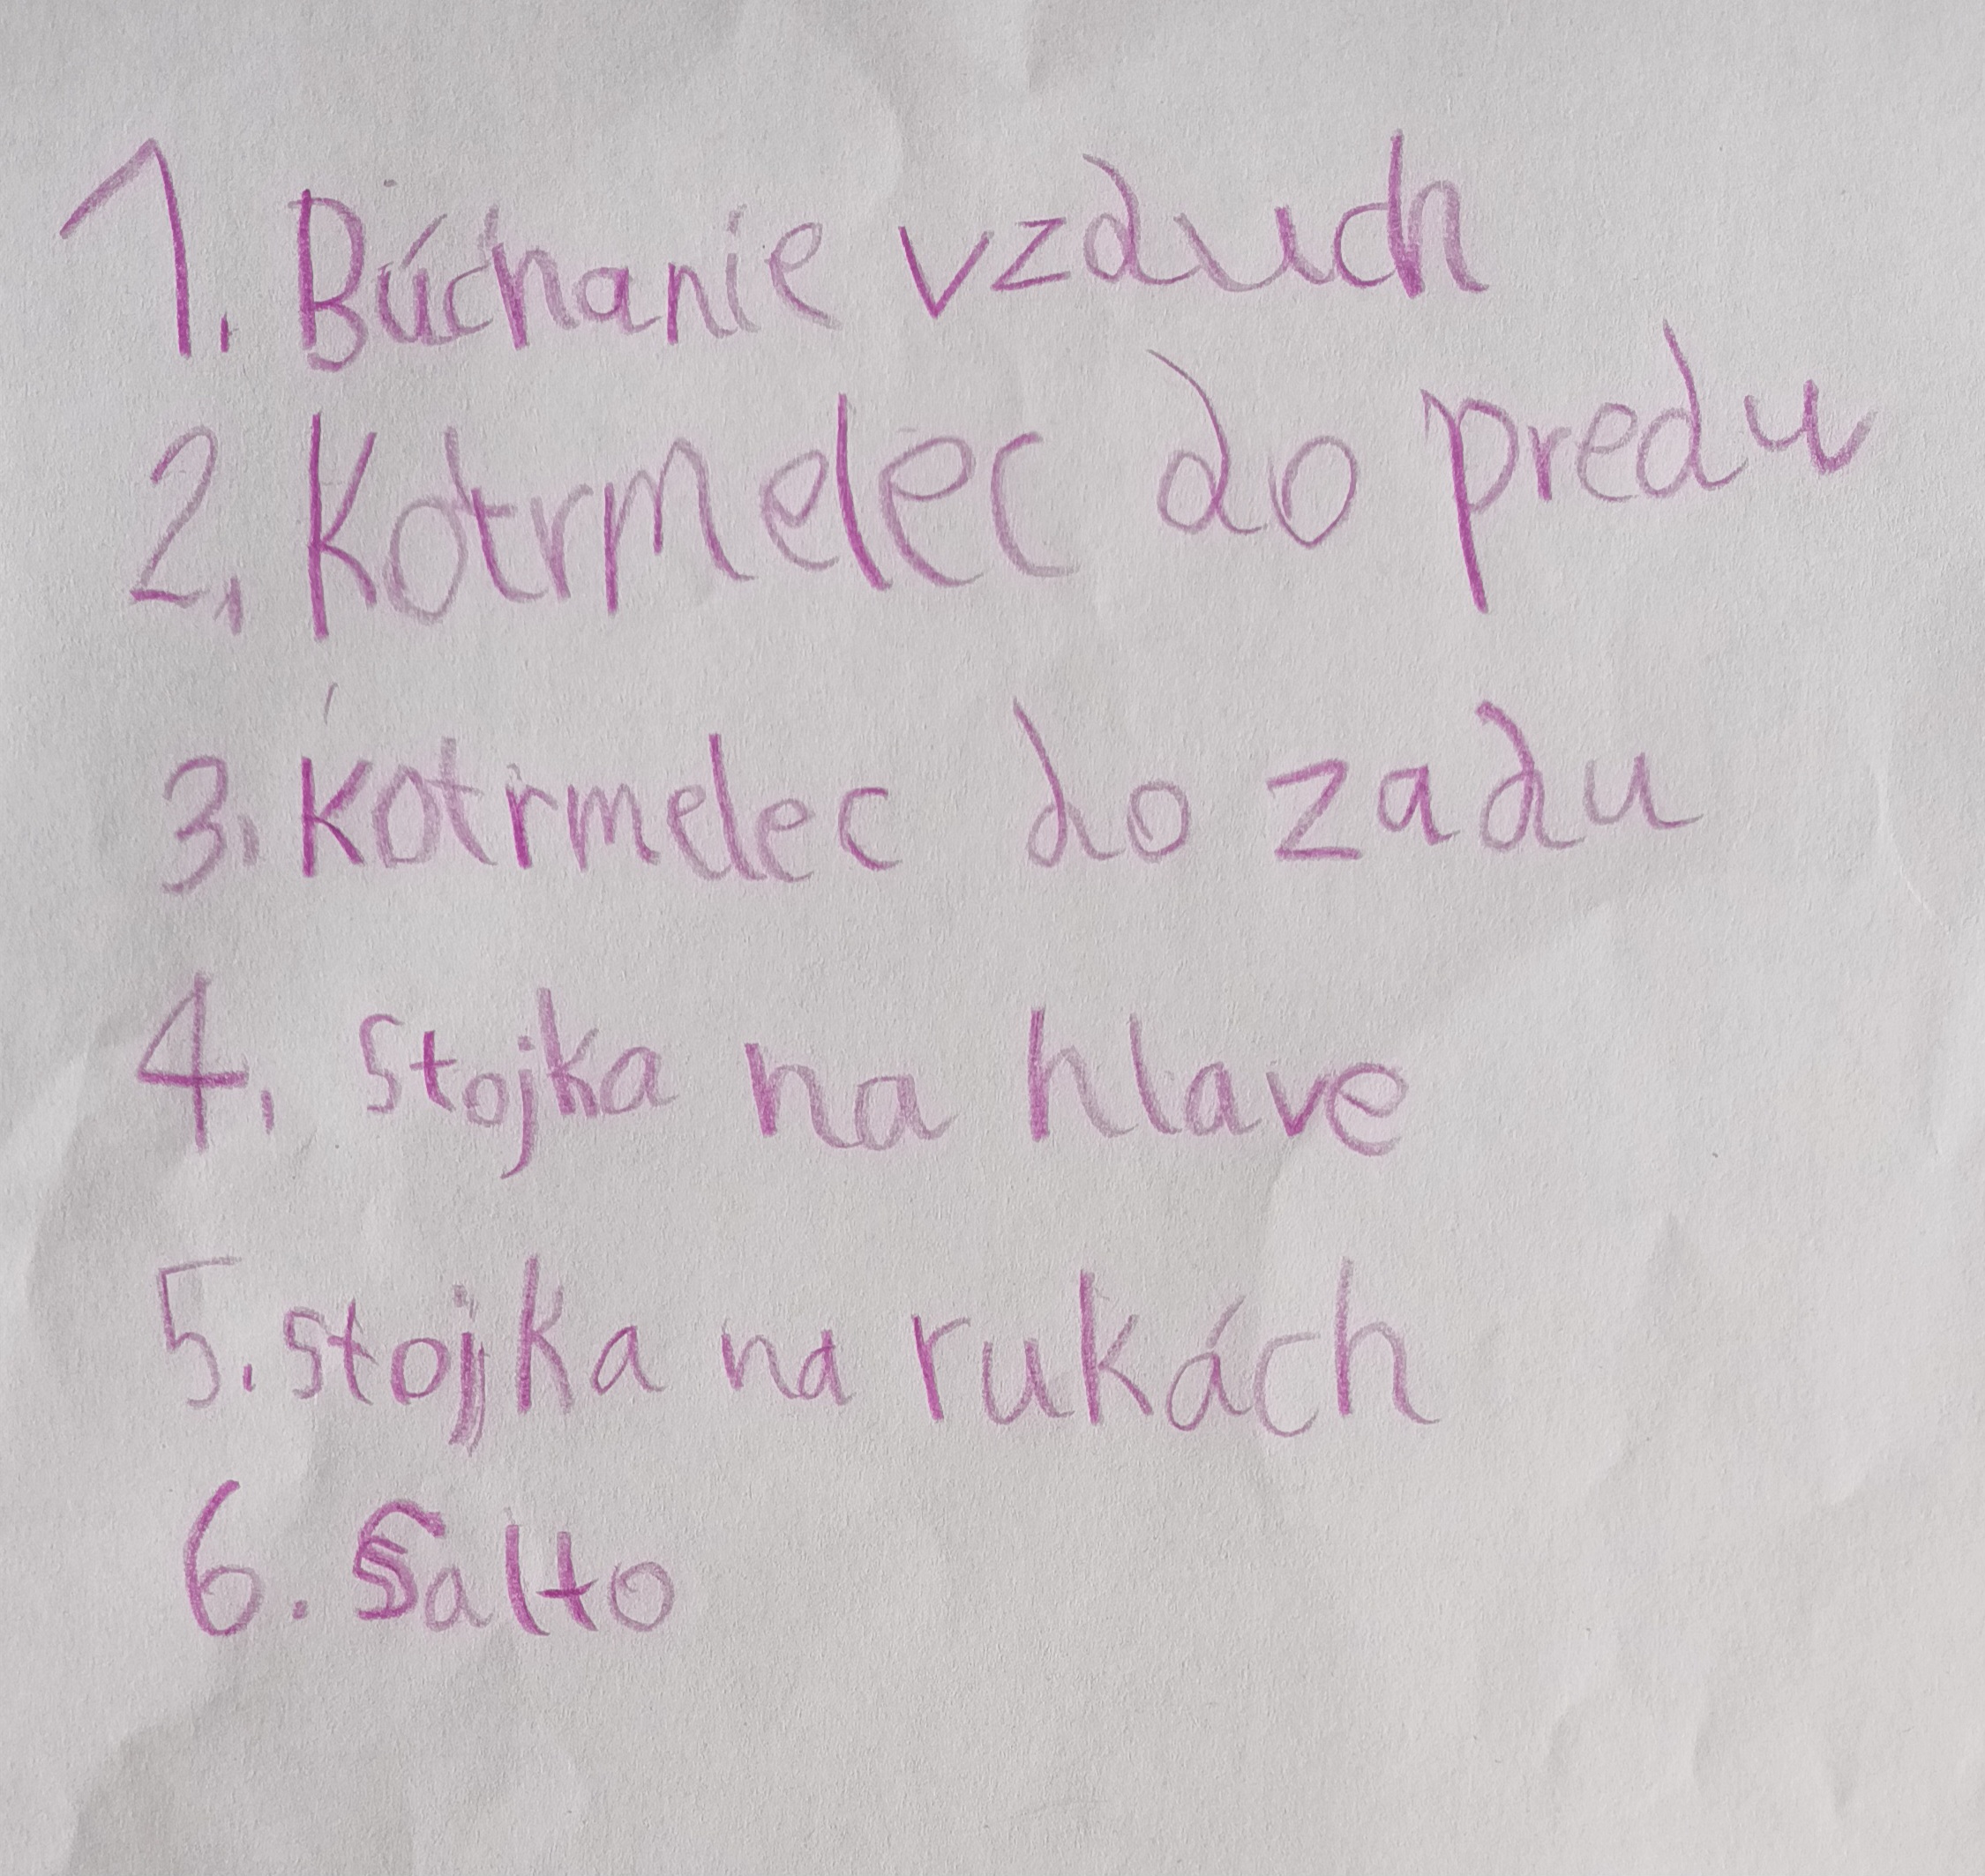 1. Búchanie vzduch
2. Kotrmelec do predu
3. Kotrmelec do zadu
4. Stojka na hlave
5. stojka na rukách
6. Salto